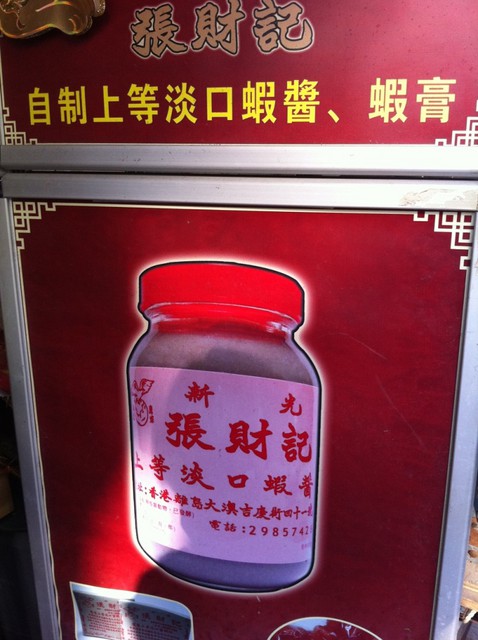 張財記
自制上等淡口蝦醬、蝦膏
新 光
張財記
上等淡口蝦醬
址:香港離島大澳吉慶街四十一號
電話:2985742